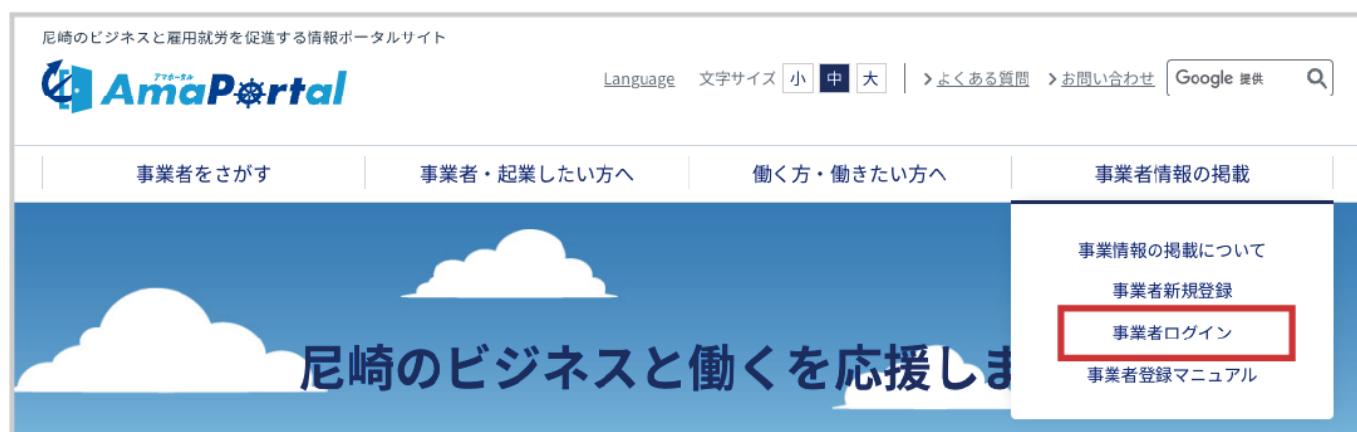 尼崎のビジネスと雇用就労を促進する情報ポータルサイト
アマポータル
AmaPortal
Language 文字サイズ 小 中 大 よくある質問 お問い合わせ Google 提供
事業者をさがす 事業者・起業したい方へ 働く方・働きたい方へ 事業者情報の掲載
事業情報の掲載について
事業者新規登録
事業者ログイン
事業者登録マニュアル
尼崎のビジネスと働くを応援しま